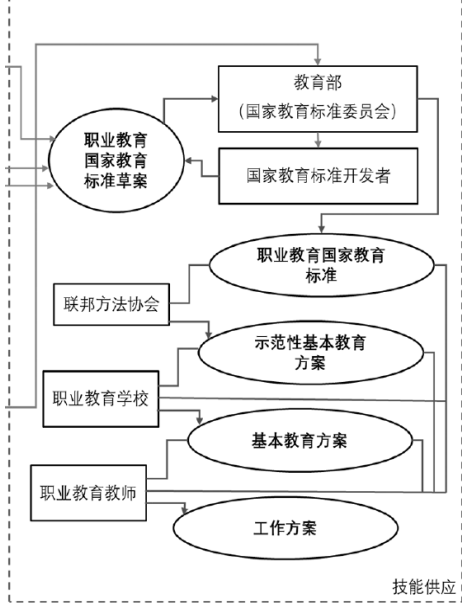 教育部
（国家教育标准委员会）
职业教育
国家教育
标准草案
国家教育标准开发者
职业教育国家教育
标准
联邦方法协会
示范性基本教育
方案
职业教育学校
基本教育方案
职业教育教师
工作方案
技能供应